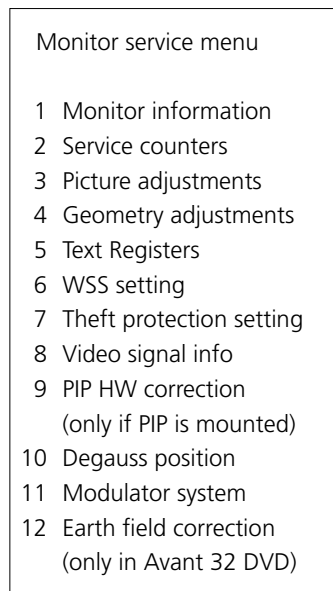 Monitor service menu
1 Monitor information
2 Service counters
3 Picture adjustments
4 Geometry adjustments
5 Text Registers
6 WSS setting
7 Theft protection setting
8 Video signal info
9 PIP HW correction
(only if PIP is mounted)
10 Degauss position
11 Modulator system
12 Earth field correction
(only in Avant 32 DVD)